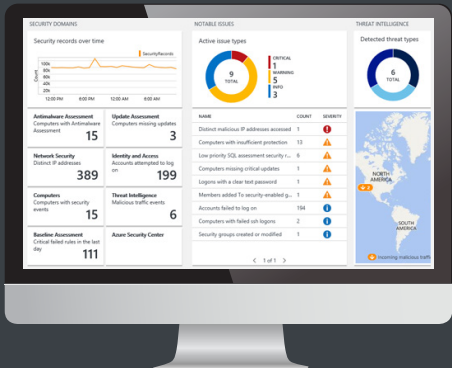 SECURITY DOMAINS
Security records over time
SecurityRecords
Count
100k
80k
60k
40k
20k
12:00 PM 6:00 PM 12:00 AM 6:00 AM
Antimalware Assessment
Computers with Antimalware
Assessment
15
Update Assessment
Computers missing updates
3
Network Security
Distinct IP addresses
389
Identity and Access
Accounts attempted to log
on
199
Computers
Computers with security
events
15
Threat Intelligence
Malicious traffic events
6
Baseline Assessment
Critical failed rules in the last
day
111
Azure Security Center
NOTABLE ISSUES
Active issue types
9
TOTAL
CRITICAL
1
WARNING
5
INFO
3
NAME COUNT SEVERITY
Distinct malicious IP addresses accessed 1
Computers with insufficient protection 13
Low priority SQL assessment security r... 6
Computers missing critical updates 1
Logons with a clear text password 1
Members added To security-enabled g... 1
Accounts failed to log on 194
Computers with failed ssh logons 2
Security groups created or modified 1
< 1 of 1 >
THREAT INTELLIGENCE
Detected threat types
6
TOTAL
NORTH
AMERICA
SOUTH
AMERICA
Incoming malicious traffi